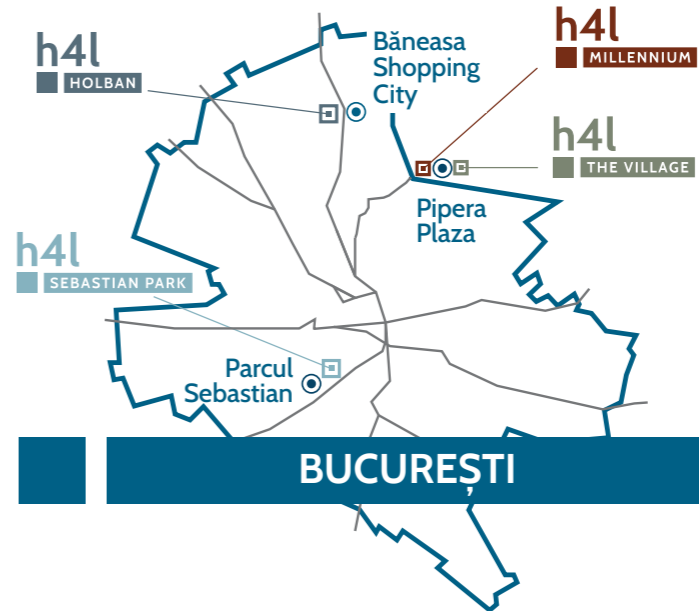 h4l
HOLBAN
Băneasa
Shopping
City
h4l
MILLENNIUM
h4l
THE VILLAGE
Pipera
Plaza
h4l
SEBASTIAN PARK
Parcul
Sebastian
BUCUREȘTI